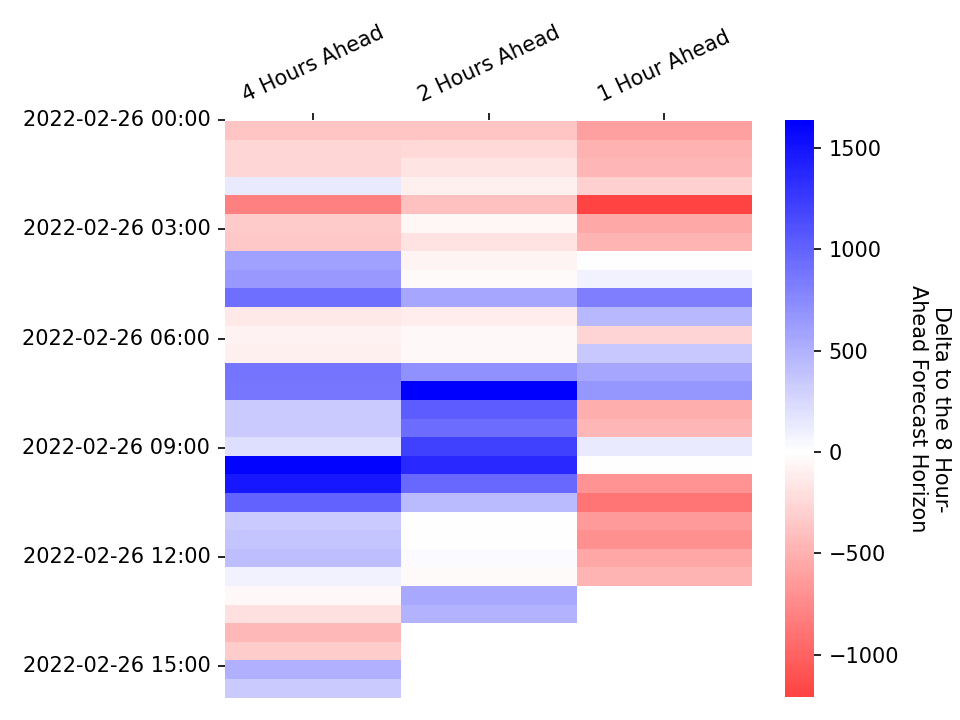 4 Hours Ahead
2 Hours Ahead
1 Hour Ahead
2022-02-26 00:00
2022-02-26 03:00
2022-02-26 06:00
2022-02-26 09:00
2022-02-26 12:00
2022-02-26 15:00
1500
1000
500
0
−500
−1000
Delta to the 8 Hour-
Ahead Forecast Horizon